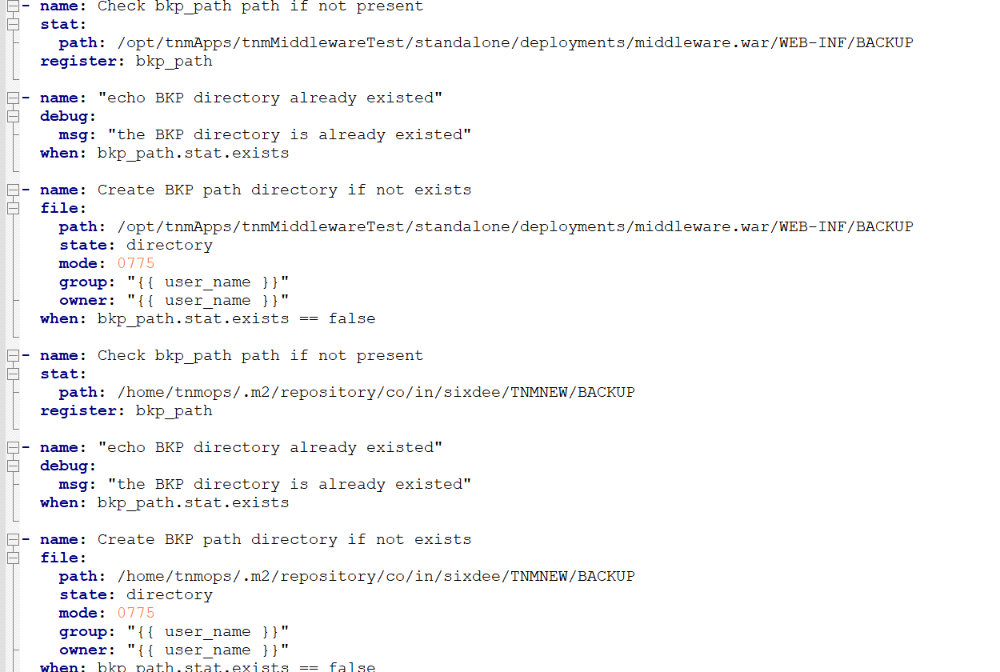 - name: Check bkp_path path if not present
stat:
path: /opt/tnmApps/tnmMiddlewareTest/standalone/deployments/middleware.war/WEB-INF/BACKUP
register: bkp_path
- name: "echo BKP directory already existed"
debug:
msg: "the BKP directory is already existed"
when: bkp_path.stat.exists
- name: Create BKP path directory if not exists
file:
path: /opt/tnmApps/tnmMiddlewareTest/standalone/deployments/middleware.war/WEB-INF/BACKUP
state: directory
mode: 0775
group: "{{ user_name }}"
owner: "{{ user_name }}"
when: bkp_path.stat.exists == false
- name: Check bkp_path path if not present
stat:
path: /home/tnmops/.m2/repository/co/in/sixdee/TNMNEW/BACKUP
register: bkp_path
- name: "echo BKP directory already existed"
debug:
msg: "the BKP directory is already existed"
when: bkp_path.stat.exists
- name: Create BKP path directory if not exists
file:
path: /home/tnmops/.m2/repository/co/in/sixdee/TNMNEW/BACKUP
state: directory
mode: 0775
group: "{{ user_name }}"
owner: "{{ user_name }}"
when: bkp_path.stat.exists == false